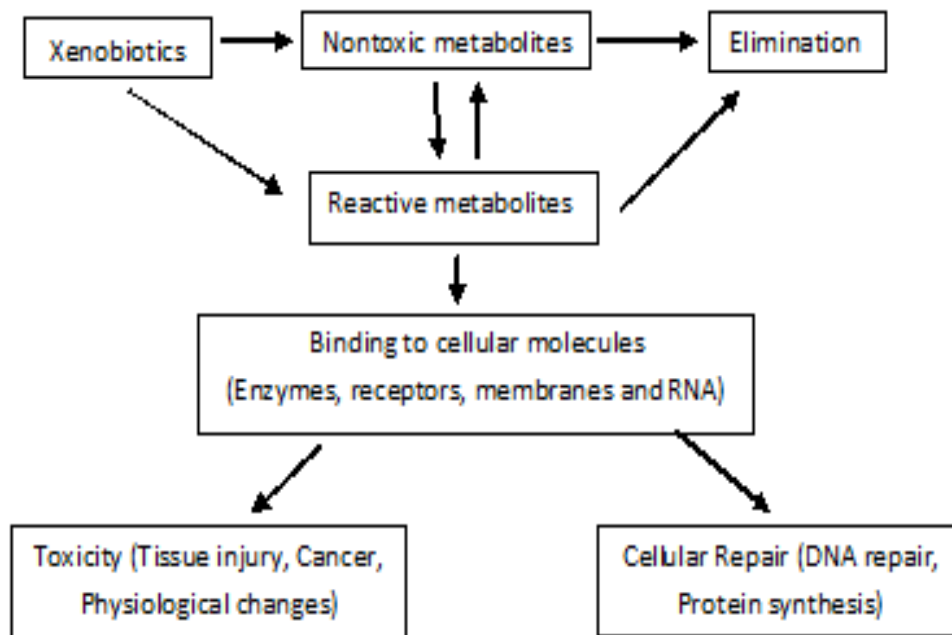 Xenobiotics
Nontoxic metabolites
Elimination
Reactive metabolites
Binding to cellular molecules
(Enzymes, receptors, membranes and RNA)
Toxicity (Tissue injury, Cancer,
Physiological changes)
Cellular Repair (DNA repair,
Protein synthesis)